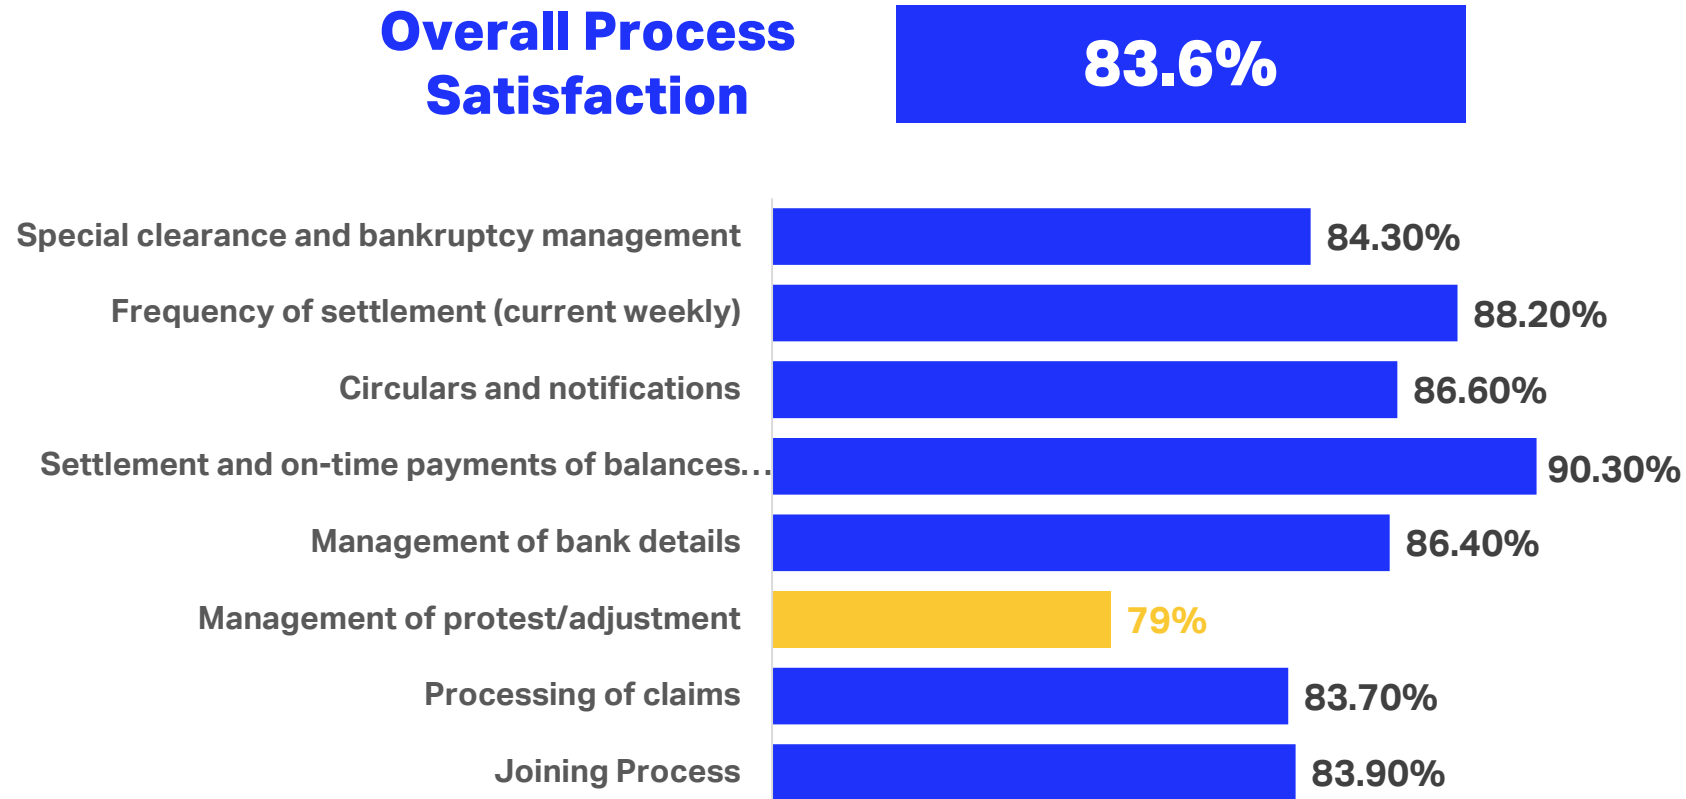 Overall Process
Satisfaction
83.6%
Special clearance and bankruptcy management 84.30%
Frequency of settlement (current weekly) 88.20%
Circulars and notifications 86.60%
Settlement and on-time payments of balances... 90.30%
Management of bank details 86.40%
Management of protest/adjustment 79%
Processing of claims 83.70%
Joining Process 83.90%